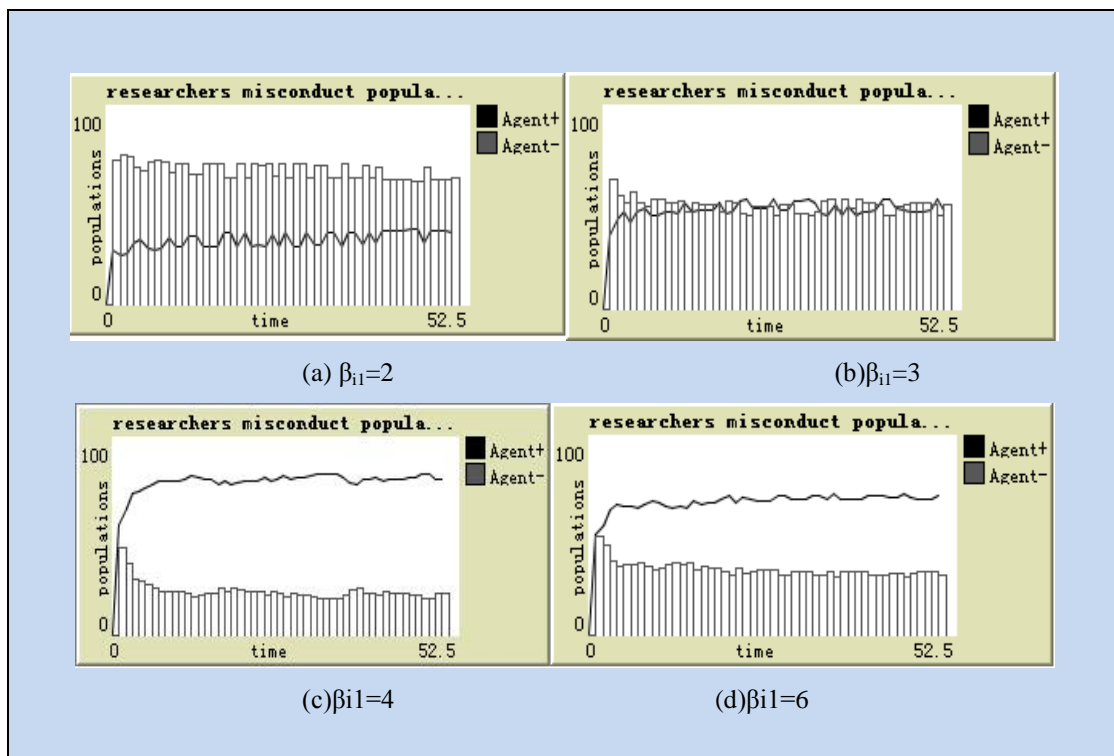 researchers misconduct popula...
100
populations
0
0
time
52.5
Agent+
Agent-
(a) βi1=2
researchers misconduct popula...
100
populations
0
0
time
52.5
Agent+
Agent-
(b)βi1=3
researchers misconduct popula...
100
populations
0
0
time
52.5
Agent+
Agent-
(c)βi1=4
researchers misconduct popula...
100
populations
0
0
time
52.5
Agent+
Agent-
(d)βi1=6